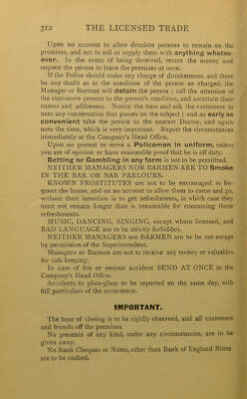 312 THE LICENSED TRADE
Upon no account to allow drunken persons to remain on the
premises, and not to sell or supply them with anything whatso-
ever. In the event of being deceived, return the money and
request the person to leave the premises at once.
If the Police should make any charge of drunkenness, and there
be any doubt as to the condition of the person so charged, the
Manager or Barman will detain the person : call the attention of
the customers present to the person's condition, and ascertain their
names and addresses. Notice the time and ask the customers to
note any conversation that passes on the subject ; and as early as
convenient take the person to the nearest Doctor, and again
note the time, which is very important. Report the circumstances
immediately at the Company's Head Office.
Upon no pretext to serve a Policeman in uniform, unless
you are of opinion or have reasonable proof that he is off duty.
Betting or Gambling in any form is not to be permitted.
NEITHER MANAGERS NOR BARMEN ARE TO Smoke
IN THE BAR OR BAR PARLOURS.
KNOWN PROSTITUTES are not to be encouraged to fre-
quent the house, and on no account to allow them to come and go,
without their intention is to get refreshments, in which case they
must not remain longer than is reasonable for consuming those
refreshments.
MUSIC, DANCING, SINGING, except where licensed, and
BAD LANGUAGE are to be strictly forbidden.
NEITHER MANAGERS nor BARMEN are to be out except
by permission of the Superintendent.
Managers or Barmen are not to receive any money or valuables
for safe keeping.
In case of fire or serious accident SEND AT ONCE to the
Company's Head Office.
Accidents to plate-glass to be reported on the same day, with
full particulars of the occurrence.
IMPORTANT.
The hour of closing is to be rigidly observed, and all customers
and friends off the premises.
No presents of any kind, under any circumstances, are to be
given away.
No Bank Cheques or Notes, other than Bank of England Notes
are to be cashed.